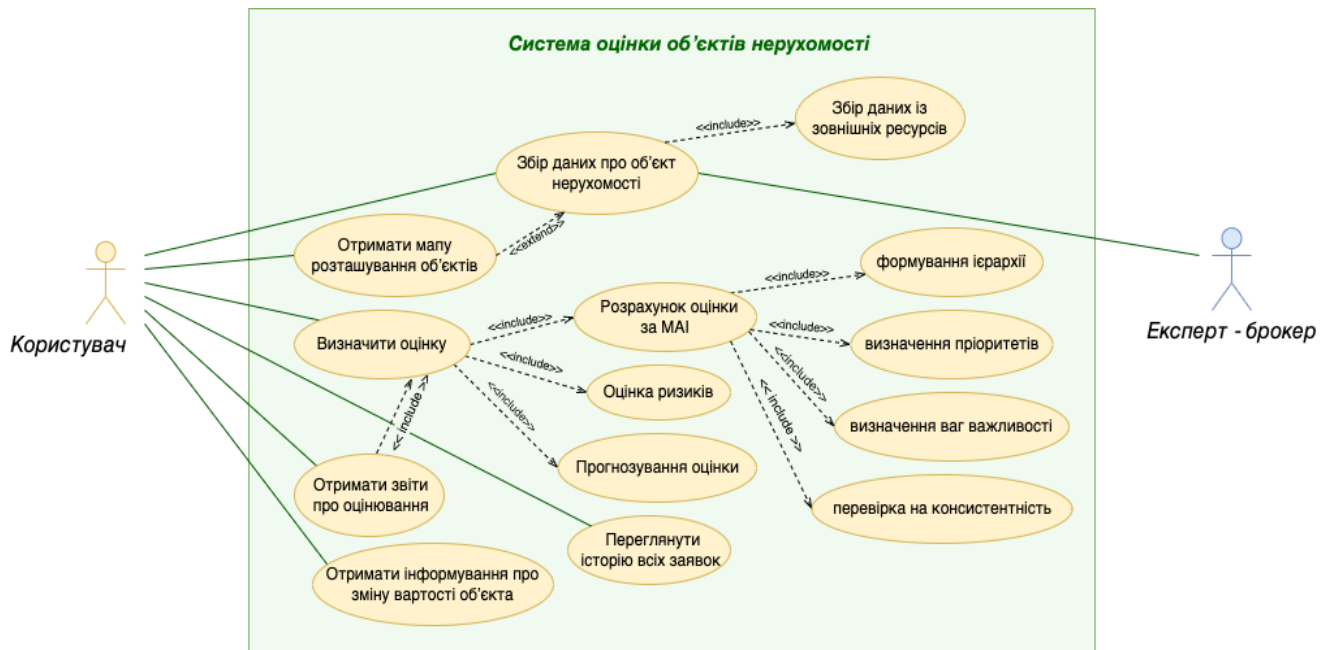 Система оцінки об’єктів нерухомості
Збір даних із
зовнішніх ресурсів
<<include>>
Збір даних про об’єкт
нерухомості
<<extend>>
Отримати мапу
розташування об’єктів
Користувач
Експерт - брокер
формування ієрархії
<<include>>
Розрахунок оцінки
за МАІ
<<include>>
Визначити оцінку
<<include>>
визначення пріоритетів
<<include>>
Оцінка ризиків
<<include>>
визначення ваг важливості
<<include>>
Прогнозування оцінки
<< include >>
перевірка на консистентність
<< include >>
Отримати звіти
про оцінювання
Переглянути
історію всіх заявок
Отримати інформування про
зміну вартості об’єкта